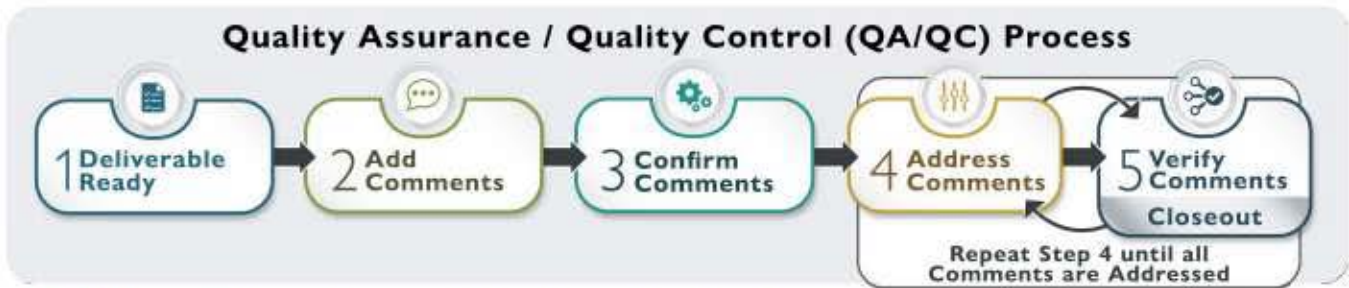 Quality Assurance / Quality Control (QA/QC) Process
1 Deliverable
Ready
2 Add
Comments
3 Confirm
Comments
4 Address
Comments
5 Verify
Comments
Closeout
Repeat Step 4 until all
Comments are Addressed